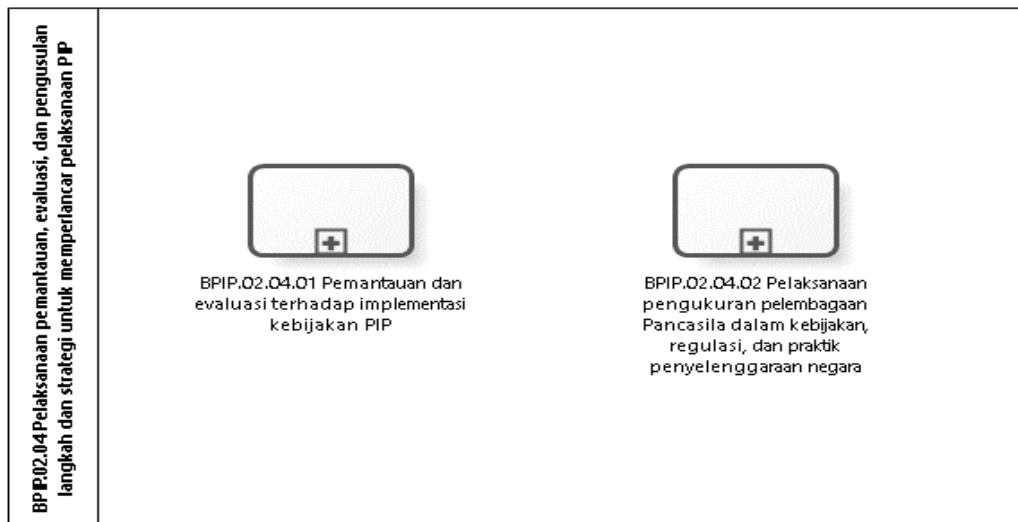 BPIP.02.04 Pelaksanaan pemantauan, evaluasi, dan pengusulan
langkah dan strategi untuk memperlancar pelaksanaan PIP
BPIP.02.04.01 Pemantauan dan
evaluasi terhadap implementasi
kebijakan PIP
BPIP.02.04.02 Pelaksanaan
pengukuran pelembagaan
Pancasila dalam kebijakan,
regulasi, dan praktik
penyelenggaraan negara